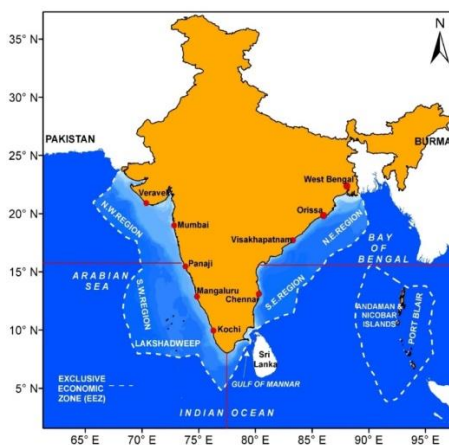 35° N
30° N
25° N
20° N
15° N
10° N
5° N
N
PAKISTAN
BURMA
West Bengal
Veraval
Orissa
N.W.REGION
Mumbai
Visakhapatnam
N.E.REGION
BAY
OF
BENGAL
Panaji
ARABIAN
SEA
S.W.REGION
Mangaluru
Chennai
S.E.REGION
ANDAMAN &
NICOBAR
ISLANDS
PORT BLAIR
Kochi
LAKSHADWEEP
Sri
Lanka
GULF OF MANNAR
EXCLUSIVE
ECONOMIC
ZONE (EEZ)
INDIAN OCEAN
65° E
70° E
75° E
80° E
85° E
90° E
95° E